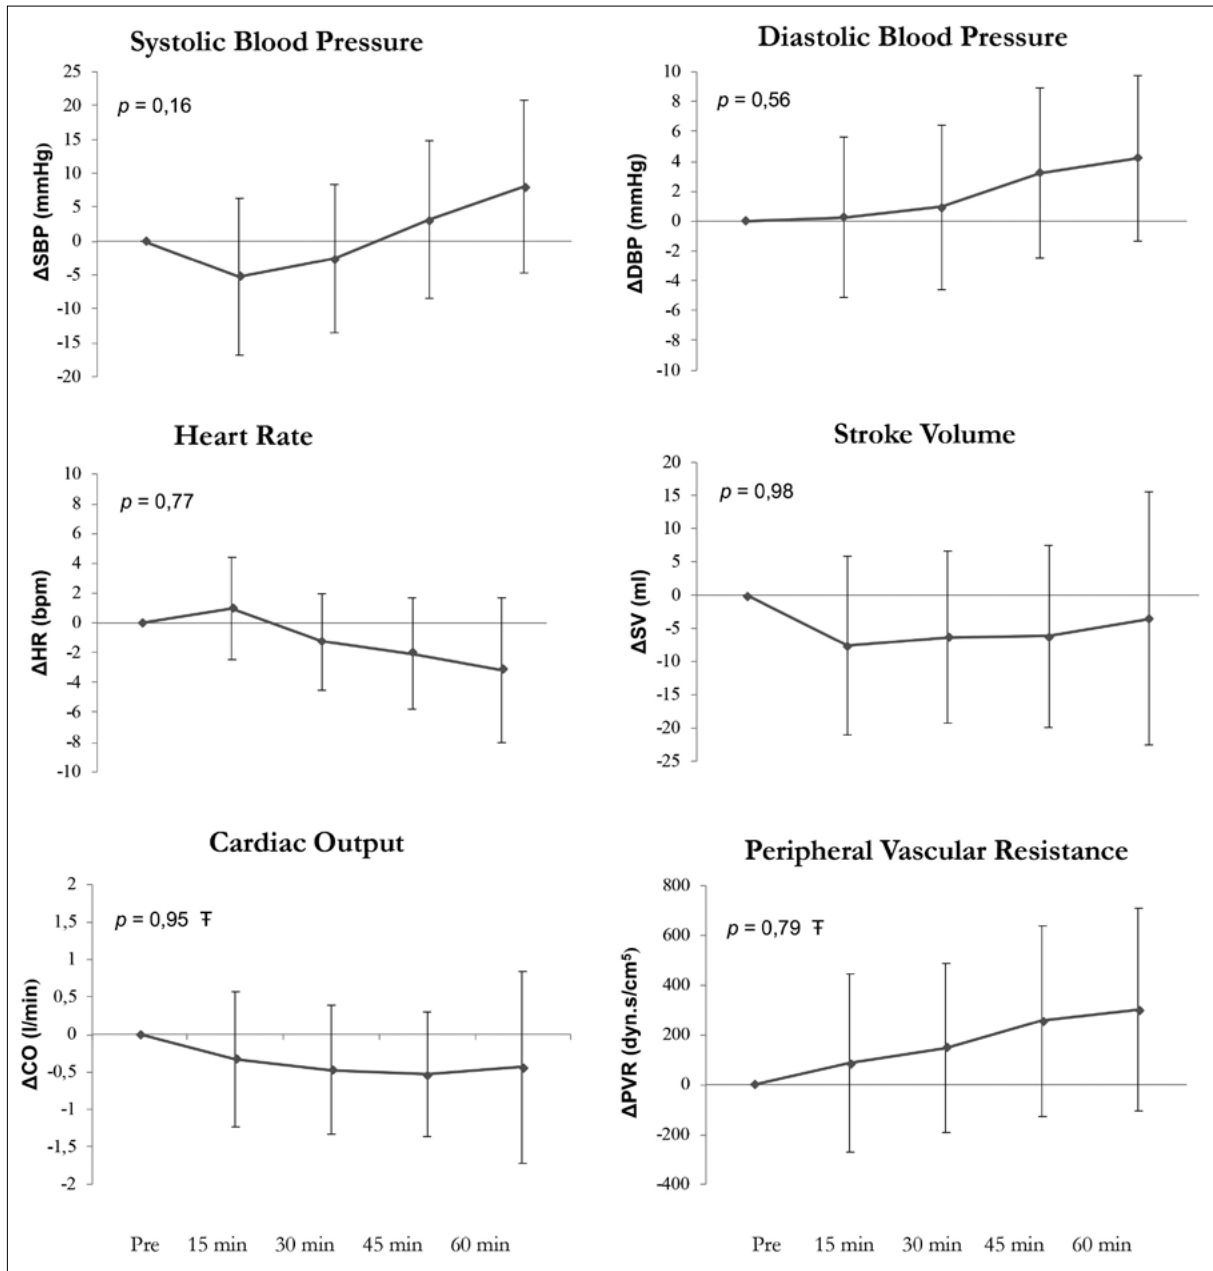 Systolic Blood Pressure
25
20
15
10
5
0
-5
-10
-15
-20
ΔSBP (mmHg)
p = 0,16
Diastolic Blood Pressure
10
8
6
4
2
0
-2
-4
-6
-8
-10
ΔDBP (mmHg)
p = 0,56
Heart Rate
10
8
6
4
2
0
-2
-4
-6
-8
-10
ΔHR (bpm)
p = 0,77
Stroke Volume
20
15
10
5
0
-5
-10
-15
-20
-25
ΔSV (ml)
p = 0,98
Cardiac Output
2
1,5
1
0,5
0
-0,5
-1
-1,5
-2
ΔCO (l/min)
p = 0,95 Ŧ
Peripheral Vascular Resistance
800
600
400
200
0
-200
-400
ΔPVR (dyn.s/cm⁵)
p = 0,79 Ŧ
Pre 15 min 30 min 45 min 60 min
Pre 15 min 30 min 45 min 60 min